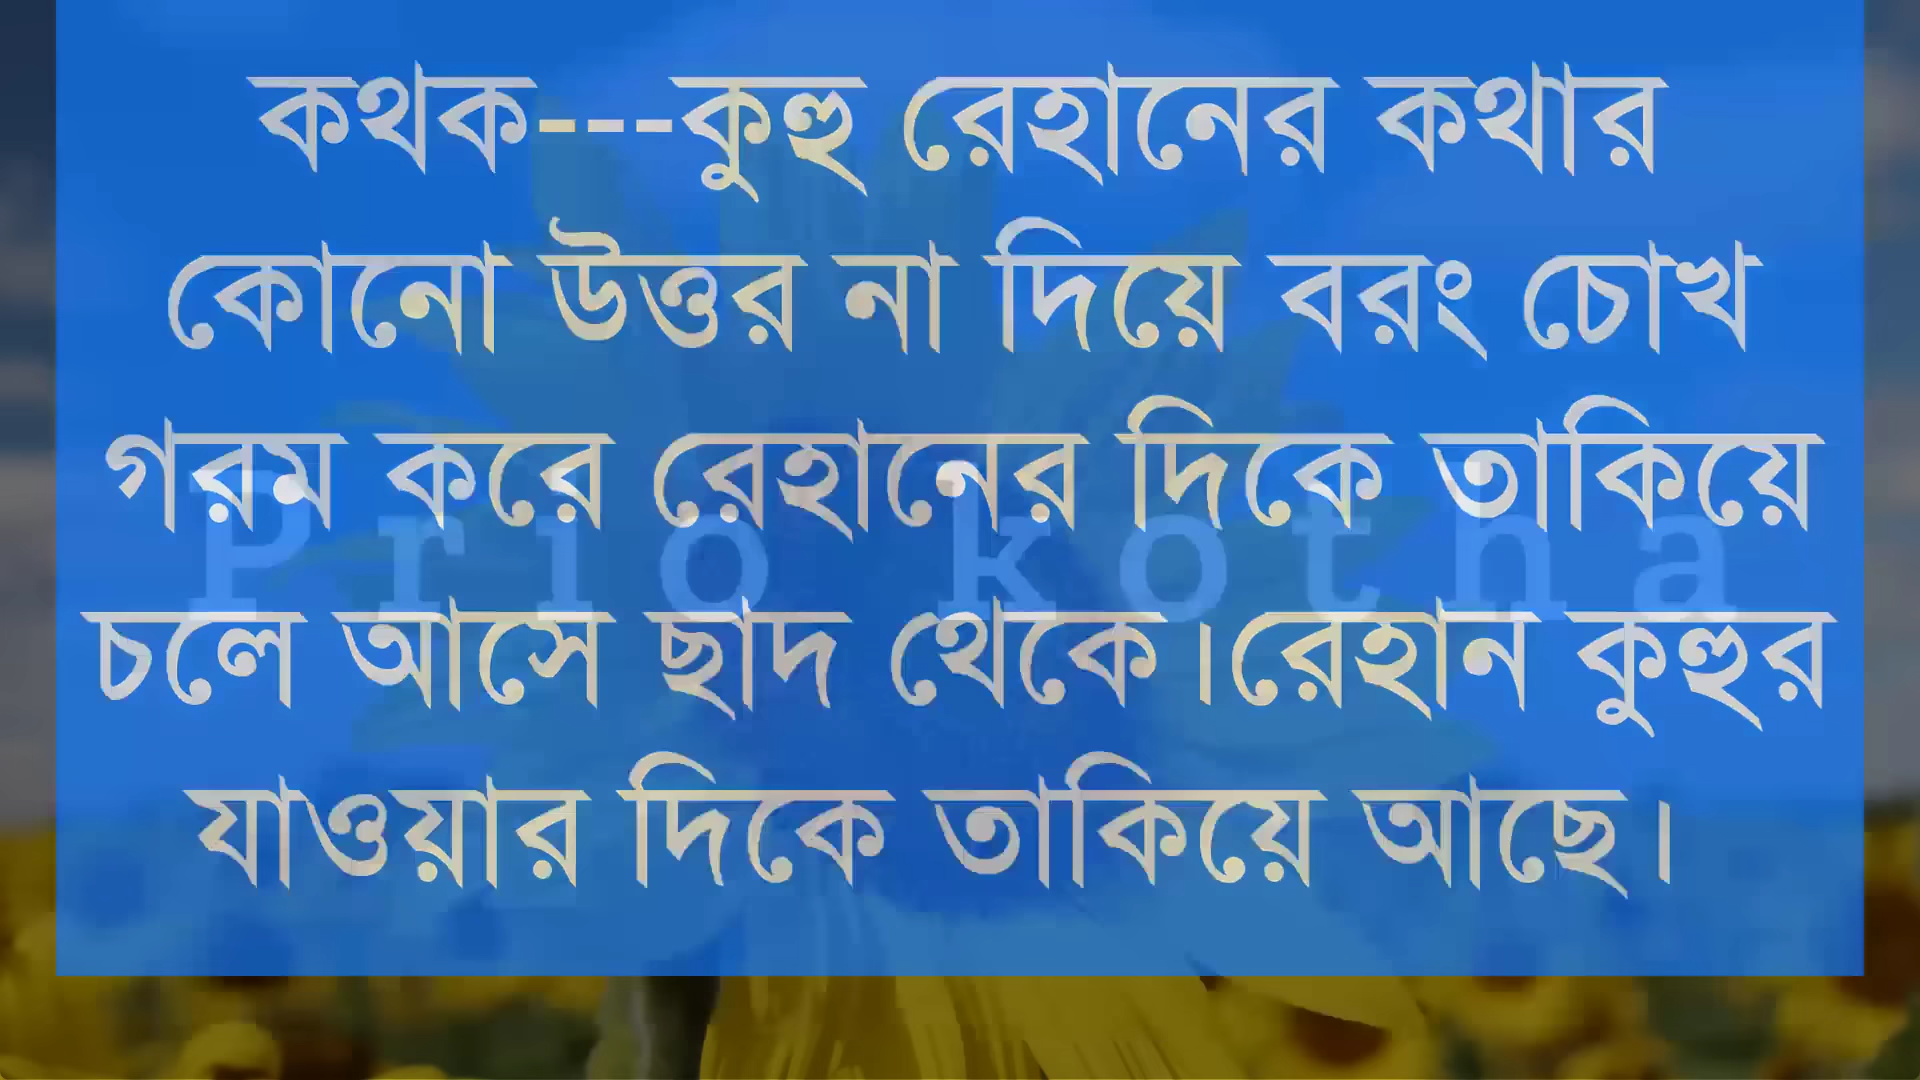 কথক---কুহু রেহানের কথার
কোনো উত্তর না দিয়ে বরং চোখ
গরম করে রেহানের দিকে তাকিয়ে
Prio kotha
চলে আসে ছাদ থেকে।রেহান কুহুর
যাওয়ার দিকে তাকিয়ে আছে।